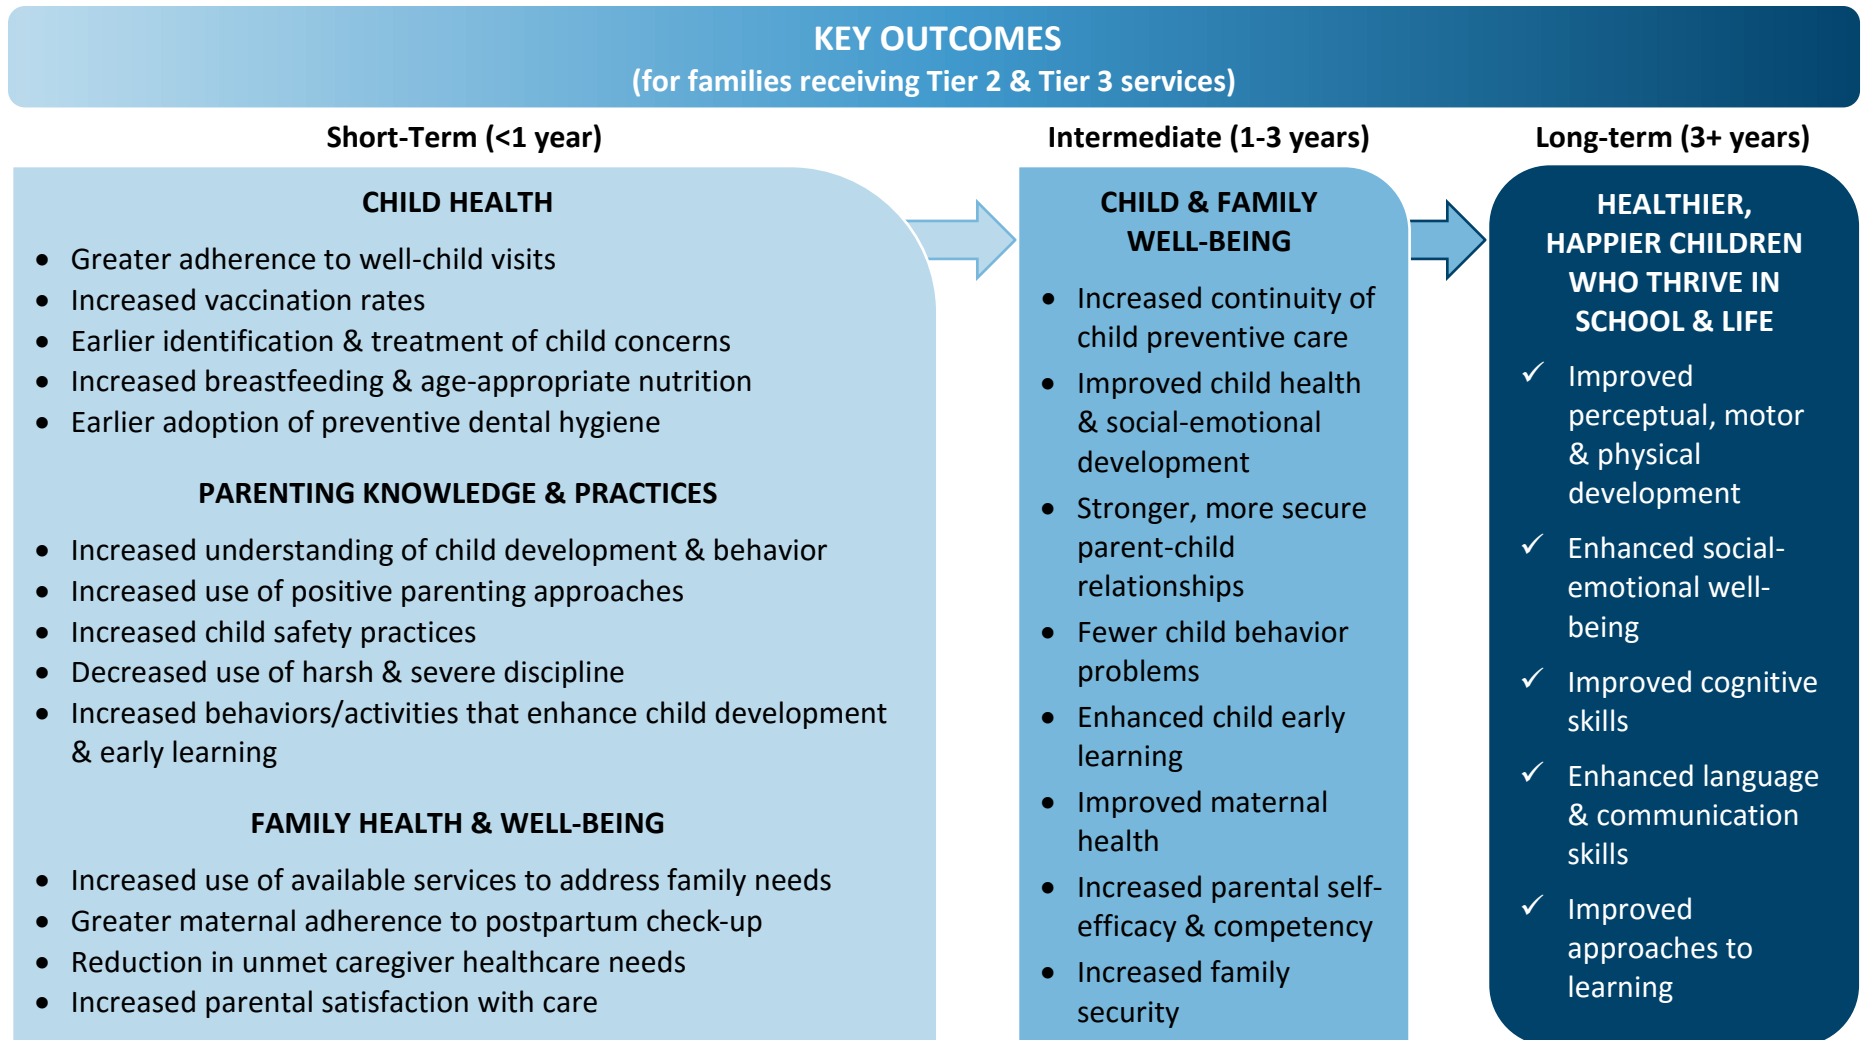 KEY OUTCOMES
(for families receiving Tier 2 & Tier 3 services)
Short-Term (<1 year)
CHILD HEALTH
• Greater adherence to well-child visits
• Increased vaccination rates
• Earlier identification & treatment of child concerns
• Increased breastfeeding & age-appropriate nutrition
• Earlier adoption of preventive dental hygiene
PARENTING KNOWLEDGE & PRACTICES
• Increased understanding of child development & behavior
• Increased use of positive parenting approaches
• Increased child safety practices
• Decreased use of harsh & severe discipline
• Increased behaviors/activities that enhance child development
& early learning
FAMILY HEALTH & WELL-BEING
• Increased use of available services to address family needs
• Greater maternal adherence to postpartum check-up
• Reduction in unmet caregiver healthcare needs
• Increased parental satisfaction with care
Intermediate (1-3 years)
CHILD & FAMILY
WELL-BEING
• Increased continuity of
child preventive care
• Improved child health
& social-emotional
development
• Stronger, more secure
parent-child
relationships
• Fewer child behavior
problems
• Enhanced child early
learning
• Improved maternal
health
• Increased parental self-
efficacy & competency
• Increased family
security
Long-term (3+ years)
HEALTHIER,
HAPPIER CHILDREN
WHO THRIVE IN
SCHOOL & LIFE
✓ Improved
perceptual, motor
& physical
development
✓ Enhanced social-
emotional well-
being
✓ Improved cognitive
skills
✓ Enhanced language
& communication
skills
✓ Improved
approaches to
learning